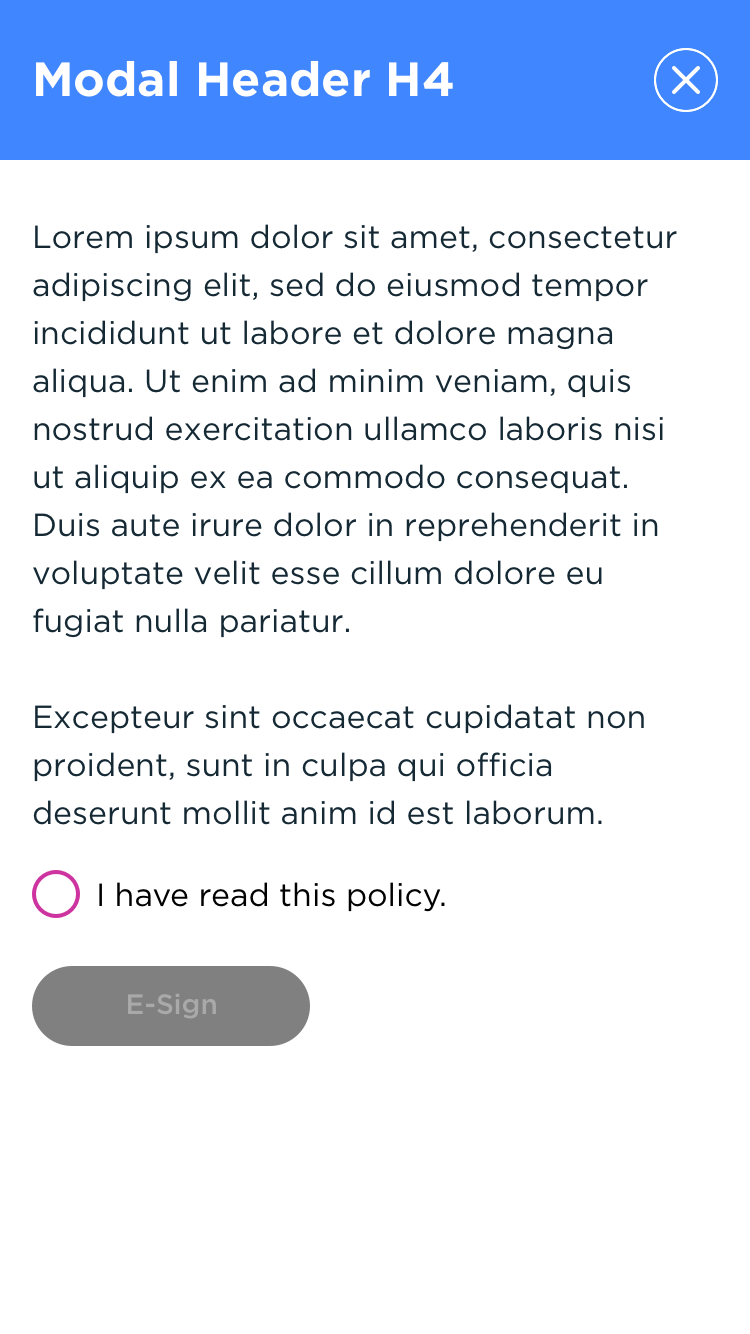 Modal Header H4
Lorem ipsum dolor sit amet, consectetur
adipiscing elit, sed do eiusmod tempor
incididunt ut labore et dolore magna
aliqua. Ut enim ad minim veniam, quis
nostrud exercitation ullamco laboris nisi
ut aliquip ex ea commodo consequat.
Duis aute irure dolor in reprehenderit in
voluptate velit esse cillum dolore eu
fugiat nulla pariatur.
Excepteur sint occaecat cupidatat non
proident, sunt in culpa qui officia
deserunt mollit anim id est laborum.
I have read this policy.
E-Sign